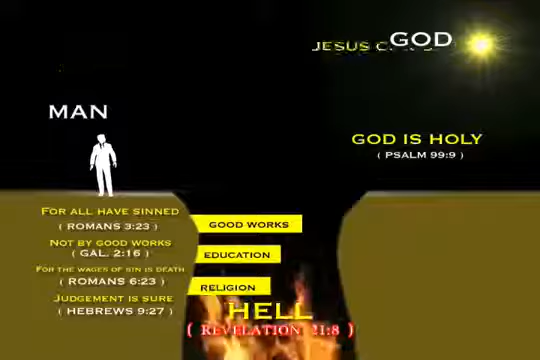 JESUS
GOD
MAN
GOD IS HOLY
( PSALM 99:9 )
FOR ALL HAVE SINNED
( ROMANS 3:23 )
NOT BY GOOD WORKS
( GAL. 2:16 )
FOR THE WAGES OF SIN IS DEATH
( ROMANS 6:23 )
JUDGEMENT IS SURE
( HEBREWS 9:27 )
GOOD WORKS
EDUCATION
RELIGION
HELL
( REVELATION 21:8 )